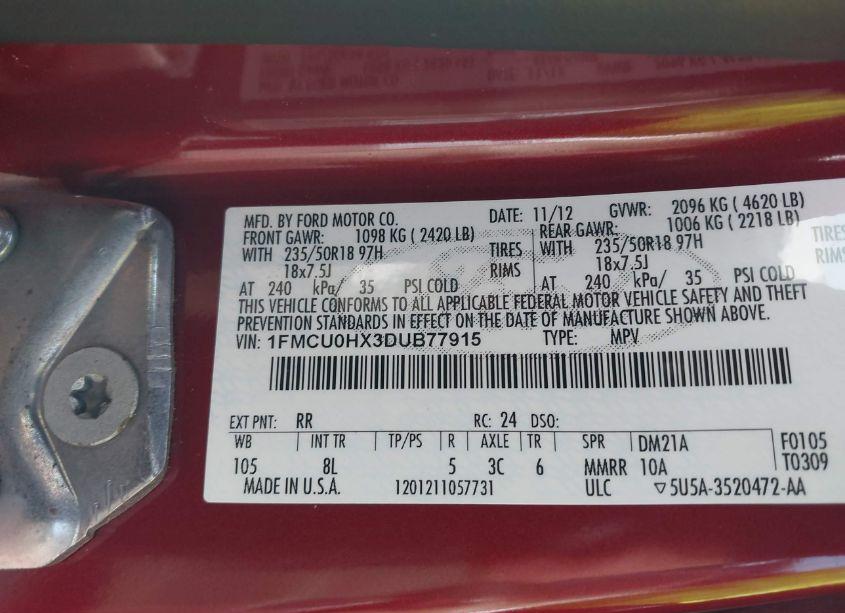 MFD. BY FORD MOTOR CO. DATE: 11/12 GVWR: 2096 KG ( 4620 LB)
FRONT GAWR: 1098 KG ( 2420 LB) REAR GAWR: 1006 KG ( 2218 LB)
WITH 235/50R18 97H TIRES WITH 235/50R18 97H TIRES
18x7.5J RIMS 18x7.5J RIMS
AT 240 kPa/ 35 PSI COLD AT 240 kPa/ 35 PSI COLD
THIS VEHICLE CONFORMS TO ALL APPLICABLE FEDERAL MOTOR VEHICLE SAFETY AND THEFT
PREVENTION STANDARDS IN EFFECT ON THE DATE OF MANUFACTURE SHOWN ABOVE.
VIN: 1FMCU0HX3DUB77915 TYPE: MPV
EXT PNT: RR RC: 24 DSO:
WB INT TR TP/PS R AXLE TR SPR DM21A F0105
105 8L 5 3C 6 MMRR 10A T0309
MADE IN U.S.A. 1201211057731 ULC ▽5U5A-3520472-AA